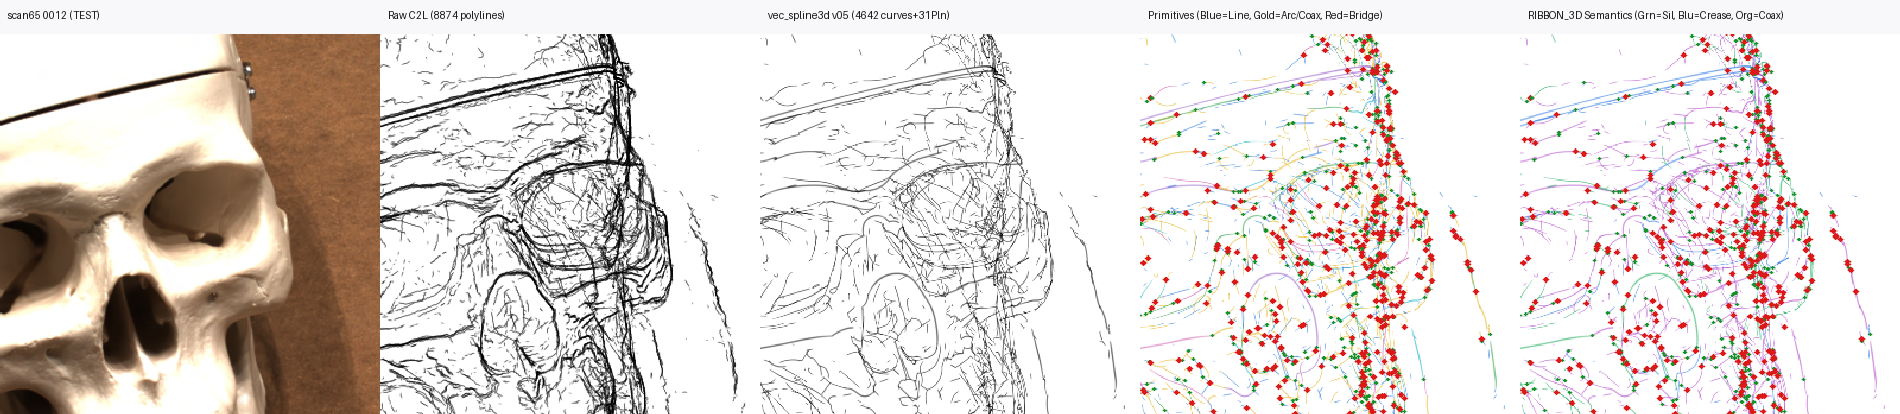 scan65 0012 (TEST)
Raw C2L (8874 polylines)
vec_spline3d v05 (4642 curves+31Pln)
Primitives (Blue=Line, Gold=Arc/Coax, Red=Bridge)
RIBBON_3D Semantics (Grn=Sil, Blue=Crease, Org=Coax)